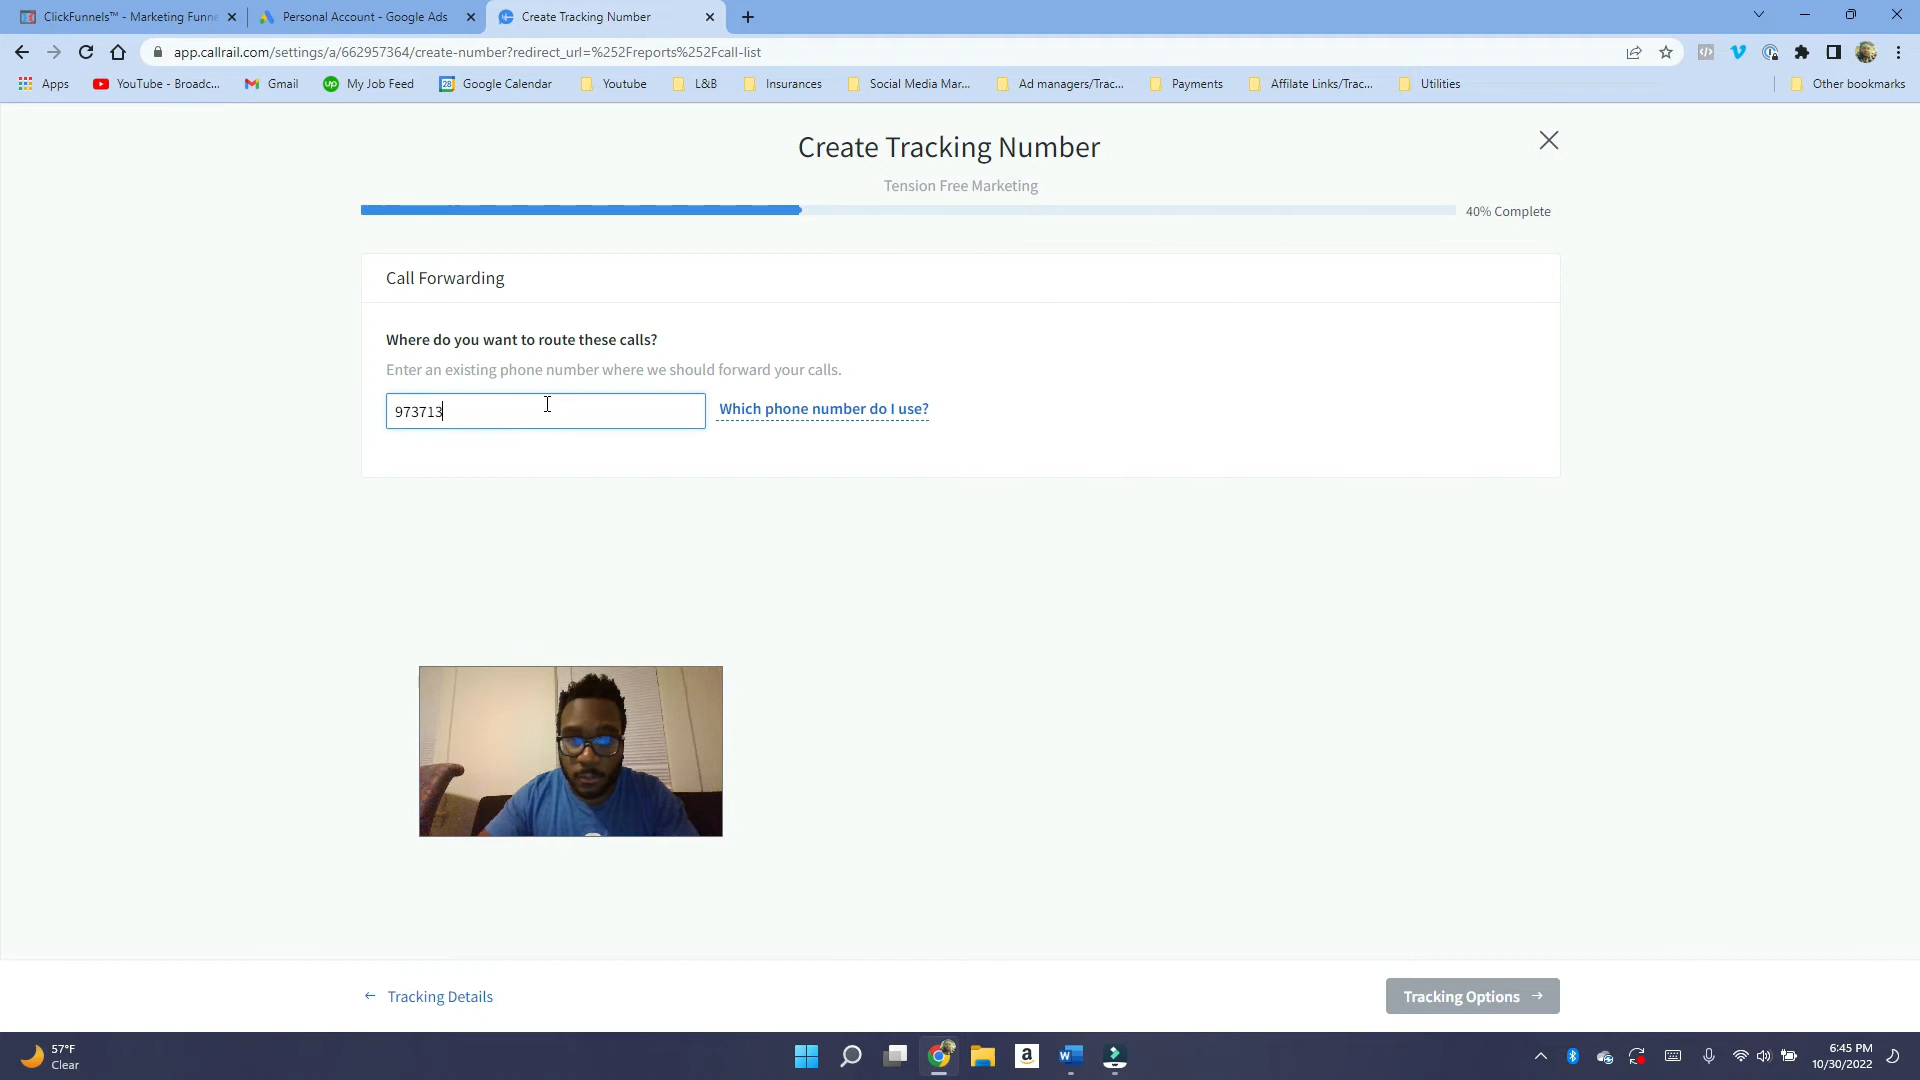 ClickFunnels™ - Marketing Funne
Personal Account - Google Ads
Create Tracking Number
app.callrail.com/settings/a/662957364/create-number?redirect_url=%252Freports%252Fcall-list
Apps
YouTube - Broadc...
up My Job Feed
Gmail
28 Google Calendar
Youtube
L&B
Insurances
Social Media Mar...
Ad managers/Trac...
Payments
Affilate Links/Trac...
Utilities
Other bookmarks
Create Tracking Number
Tension Free Marketing
40% Complete
Call Forwarding
Where do you want to route these calls?
Enter an existing phone number where we should forward your calls.
973713
Which phone number do I use?
← Tracking Details
Tracking Options →
57°F
Clear
a
W
6:45 PM
10/30/2022